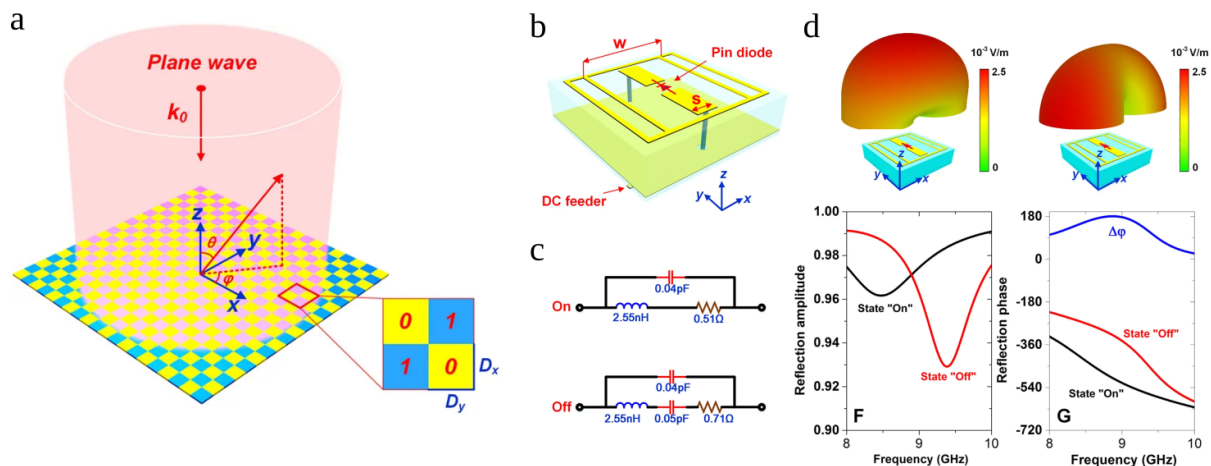 a
Plane wave
k0
z
θ
y
φ
x
0 1
1 0
Dx
Dy
b
W
Pin diode
S
DC feeder
z
y x
c
0.04pF
On
2.55nH 0.51Ω
0.04pF
Off
2.55nH 0.05pF 0.71Ω
d
10⁻³ V/m
2.5
0
z
y x
10⁻³ V/m
2.5
0
z
y x
Reflection amplitude
1.00
0.98
0.96
0.94
0.92
0.90
State "On"
State "Off"
F
8 9 10
Frequency (GHz)
Reflection phase
180
0
-180
-360
-540
-720
Δφ
State "Off"
State "On"
G
8 9 10
Frequency (GHz)